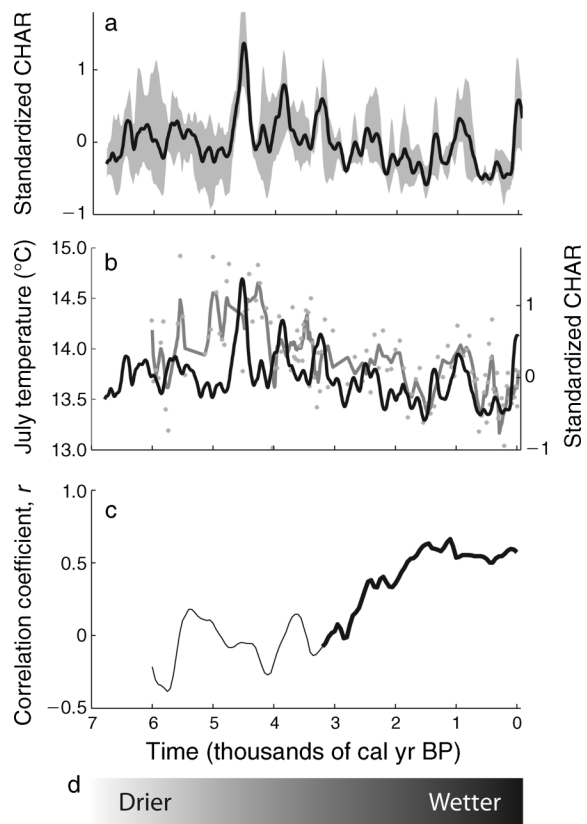 a
Standardized CHAR
1
0
−1
b
July temperature (°C)
15.0
14.5
14.0
13.5
13.0
1
0
−1
Standardized CHAR
c
Correlation coefficient, r
1.0
0.5
0
−0.5
7 6 5 4 3 2 1 0
Time (thousands of cal yr BP)
d Drier Wetter